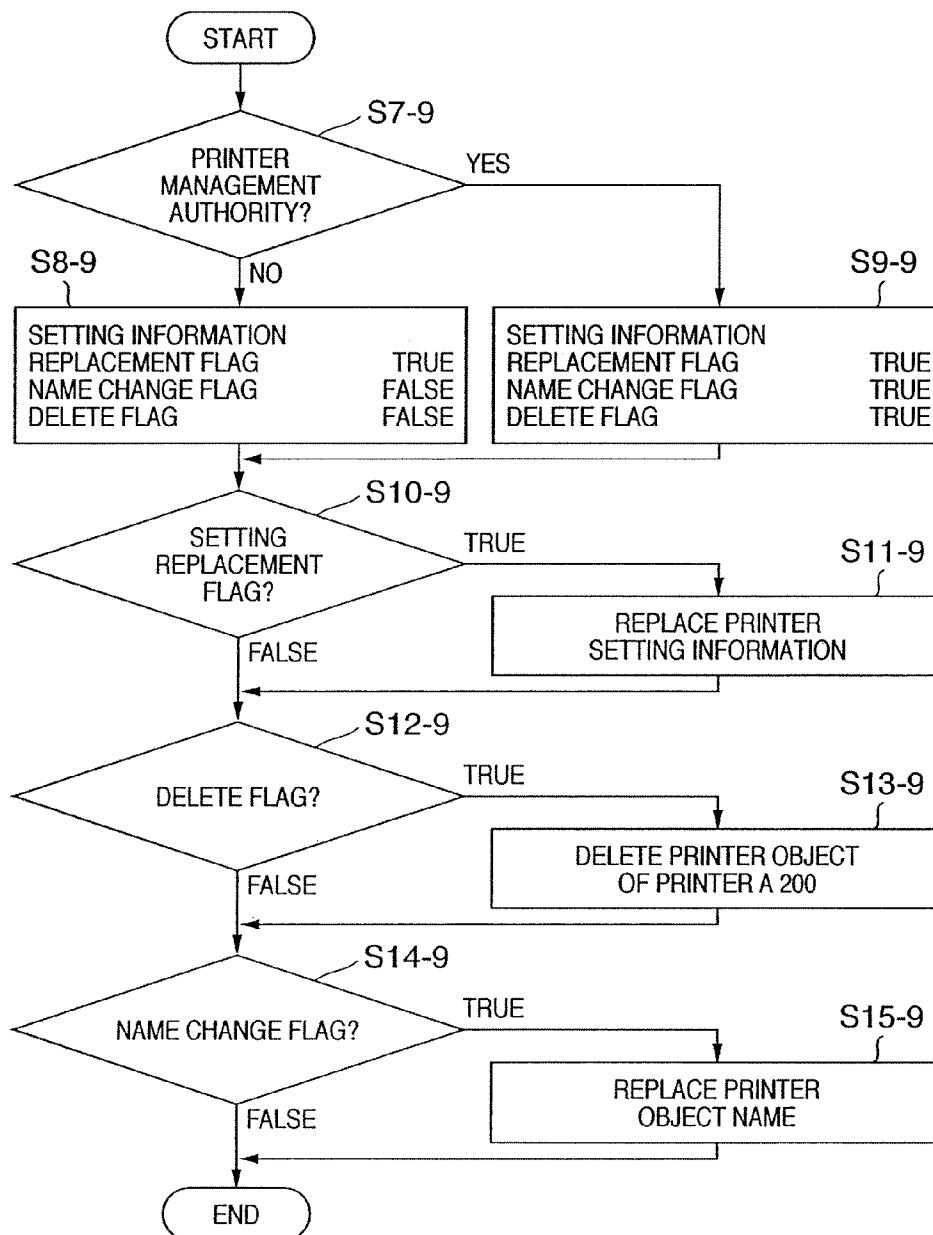 START
S7-9
PRINTER
MANAGEMENT
AUTHORITY?
YES
NO
S8-9
SETTING INFORMATION
REPLACEMENT FLAG TRUE
NAME CHANGE FLAG FALSE
DELETE FLAG FALSE
S9-9
SETTING INFORMATION
REPLACEMENT FLAG TRUE
NAME CHANGE FLAG TRUE
DELETE FLAG TRUE
S10-9
SETTING
REPLACEMENT
FLAG?
TRUE
FALSE
S11-9
REPLACE PRINTER
SETTING INFORMATION
S12-9
DELETE FLAG?
TRUE
FALSE
S13-9
DELETE PRINTER OBJECT
OF PRINTER A 200
S14-9
NAME CHANGE FLAG?
TRUE
FALSE
S15-9
REPLACE PRINTER
OBJECT NAME
END